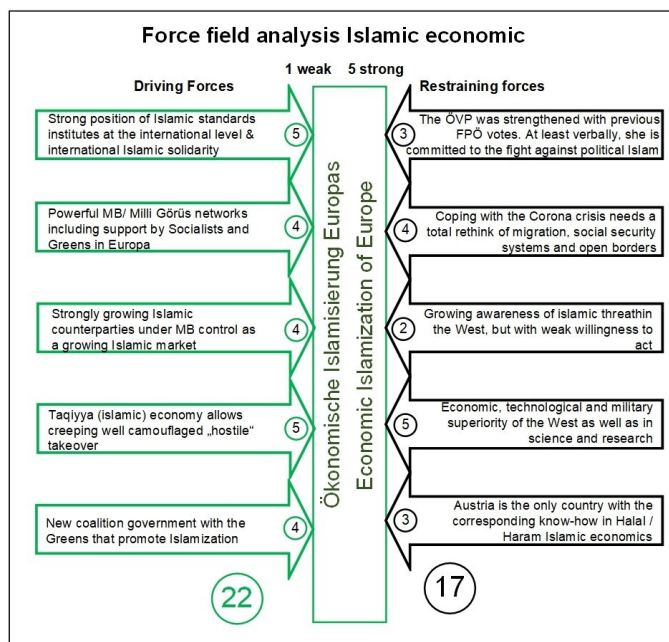 Force field analysis Islamic economic
1 weak 5 strong
Driving Forces
Restraining forces
Strong position of Islamic standards
institutes at the international level &
international Islamic solidarity
5
Powerful MB/ Milli Görüs networks
including support by Socialists and
Greens in Europa
4
Strongly growing Islamic
counterparties under MB control as
a growing Islamic market
4
Taqiyya (islamic) economy allows
creeping well camouflaged „hostile“
takeover
5
New coalition government with the
Greens that promote Islamization
4
22
Ökonomische Islamisierung Europas
Economic Islamization of Europe
3
The ÖVP was strengthened with previous
FPÖ votes. At least verbally, she is
committed to the fight against political Islam
4
Coping with the Corona crisis needs a
total rethink of migration, social security
systems and open borders
2
Growing awareness of islamic threathin
the West, but with weak willingness to
act
5
Economic, technological and military
superiority of the West as well as in
science and research
3
Austria is the only country with the
corresponding know-how in Halal /
Haram Islamic economics
17